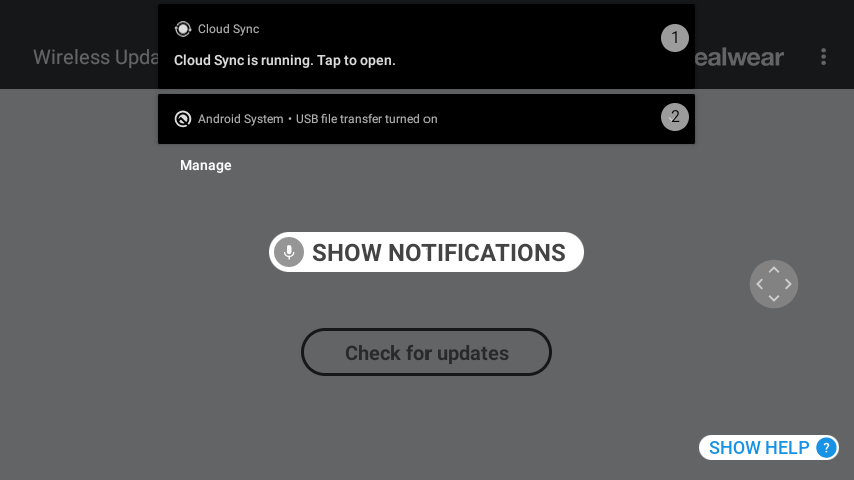 Cloud Sync
1
Cloud Sync is running. Tap to open.
Wireless Upda
ealwear
Android System • USB file transfer turned on
2
Manage
SHOW NOTIFICATIONS
Check for updates
SHOW HELP ?